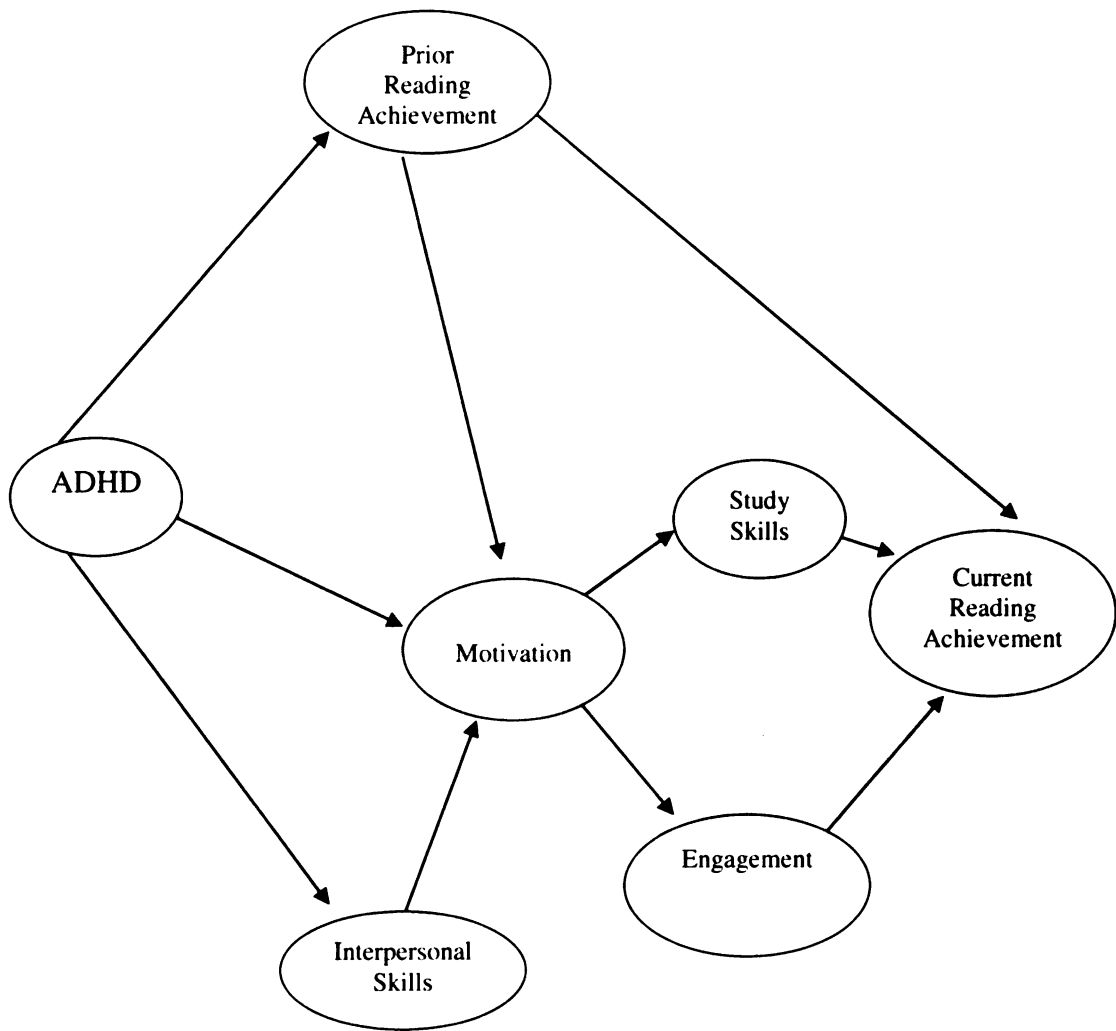 Prior
Reading
Achievement
ADHD
Study
Skills
Current
Reading
Achievement
Motivation
Engagement
Interpersonal
Skills